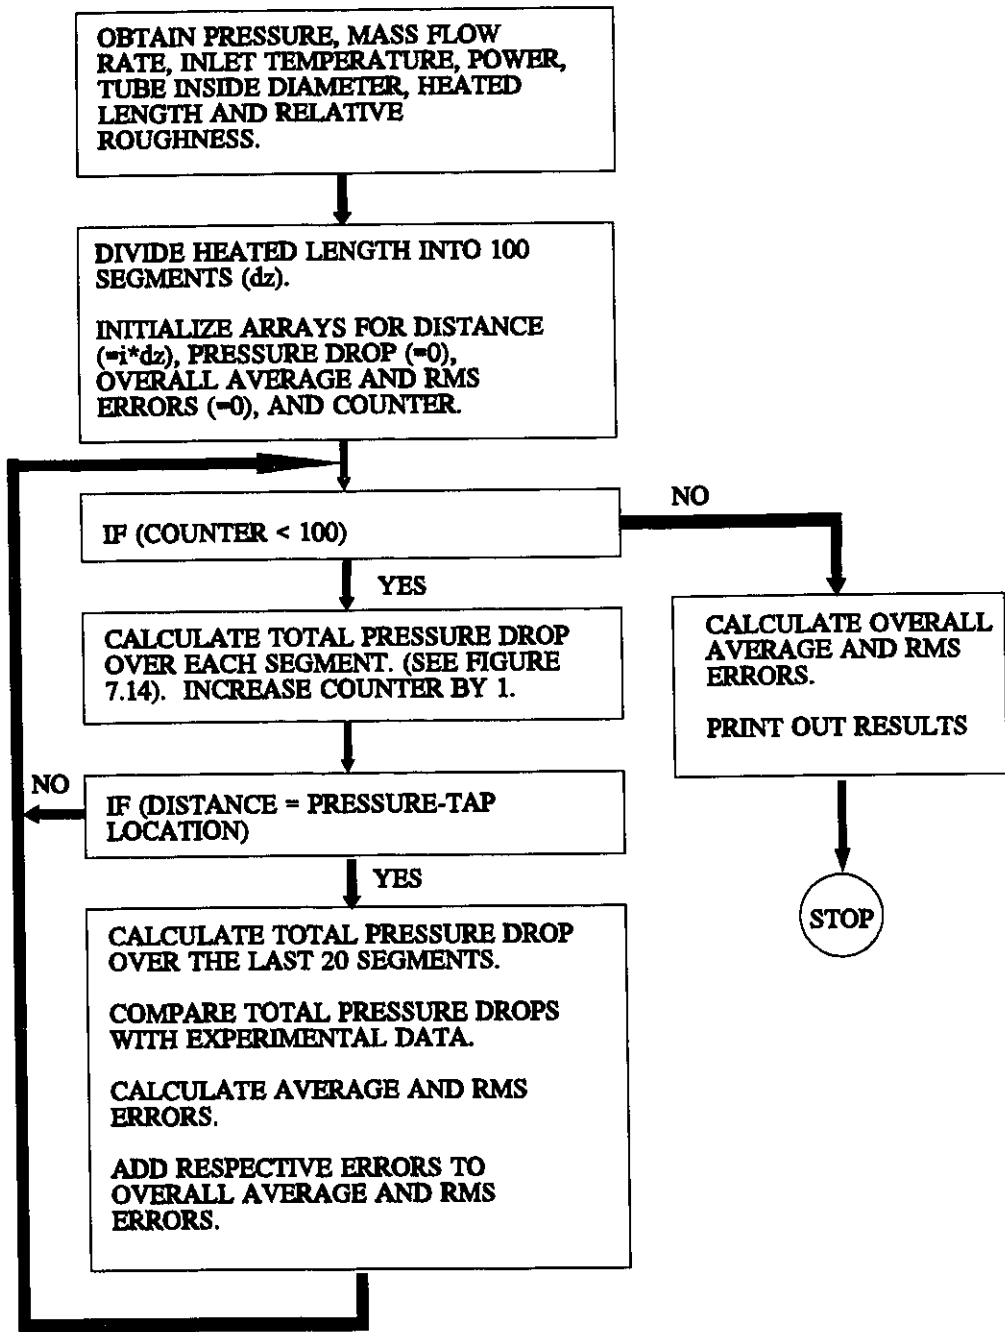 OBTAIN PRESSURE, MASS FLOW
RATE, INLET TEMPERATURE, POWER,
TUBE INSIDE DIAMETER, HEATED
LENGTH AND RELATIVE
ROUGHNESS.
DIVIDE HEATED LENGTH INTO 100
SEGMENTS (dz).
INITIALIZE ARRAYS FOR DISTANCE
(=i*dz), PRESSURE DROP (=0),
OVERALL AVERAGE AND RMS
ERRORS (=0), AND COUNTER.
IF (COUNTER < 100)
NO
YES
CALCULATE TOTAL PRESSURE DROP
OVER EACH SEGMENT. (SEE FIGURE
7.14). INCREASE COUNTER BY 1.
CALCULATE OVERALL
AVERAGE AND RMS
ERRORS.
PRINT OUT RESULTS
NO
IF (DISTANCE = PRESSURE-TAP
LOCATION)
YES
STOP
CALCULATE TOTAL PRESSURE DROP
OVER THE LAST 20 SEGMENTS.
COMPARE TOTAL PRESSURE DROPS
WITH EXPERIMENTAL DATA.
CALCULATE AVERAGE AND RMS
ERRORS.
ADD RESPECTIVE ERRORS TO
OVERALL AVERAGE AND RMS
ERRORS.